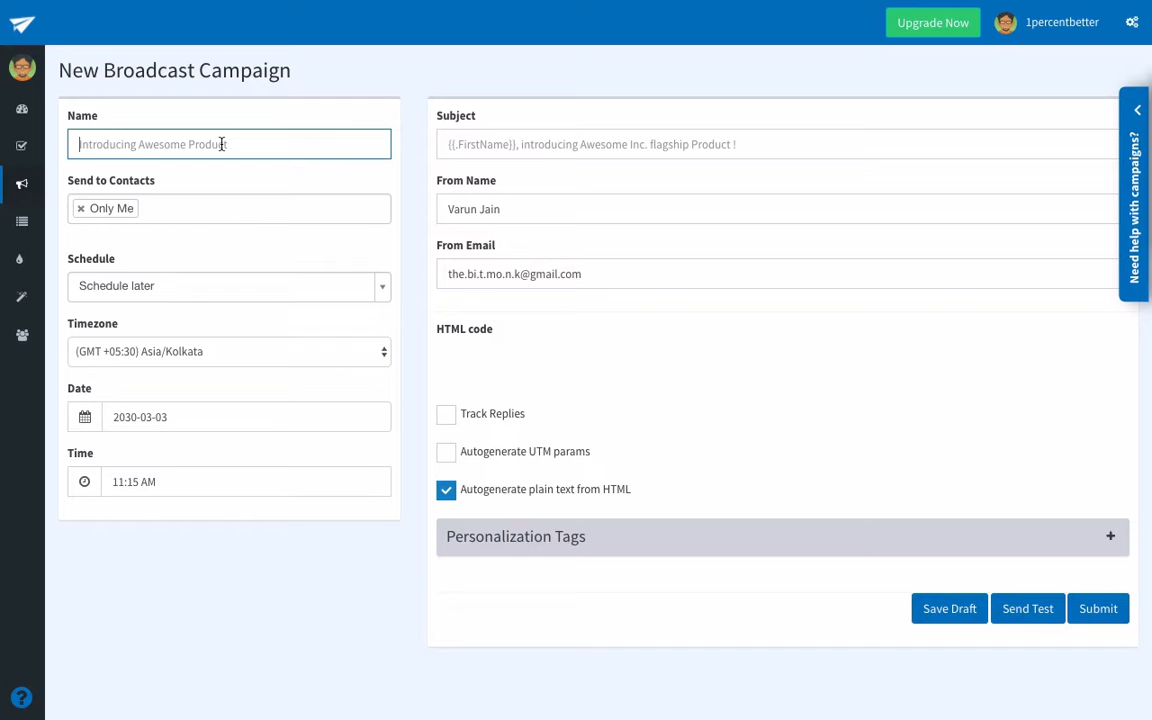 Upgrade Now
1percentbetter
New Broadcast Campaign
Name
Introducing Awesome Product
Send to Contacts
× Only Me
Schedule
Schedule later
Timezone
(GMT +05:30) Asia/Kolkata
Date
2030-03-03
Time
11:15 AM
Subject
{{.FirstName}}, introducing Awesome Inc. flagship Product !
From Name
Varun Jain
From Email
the.bi.t.mo.n.k@gmail.com
HTML code
Track Replies
Autogenerate UTM params
Autogenerate plain text from HTML
Personalization Tags
+
Save Draft
Send Test
Submit
Need help with campaigns?
?